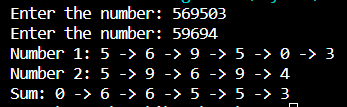 Enter the number: 569503
Enter the number: 59694
Number 1: 5 -> 6 -> 9 -> 5 -> 0 -> 3
Number 2: 5 -> 9 -> 6 -> 9 -> 4
Sum: 0 -> 6 -> 6 -> 5 -> 5 -> 3